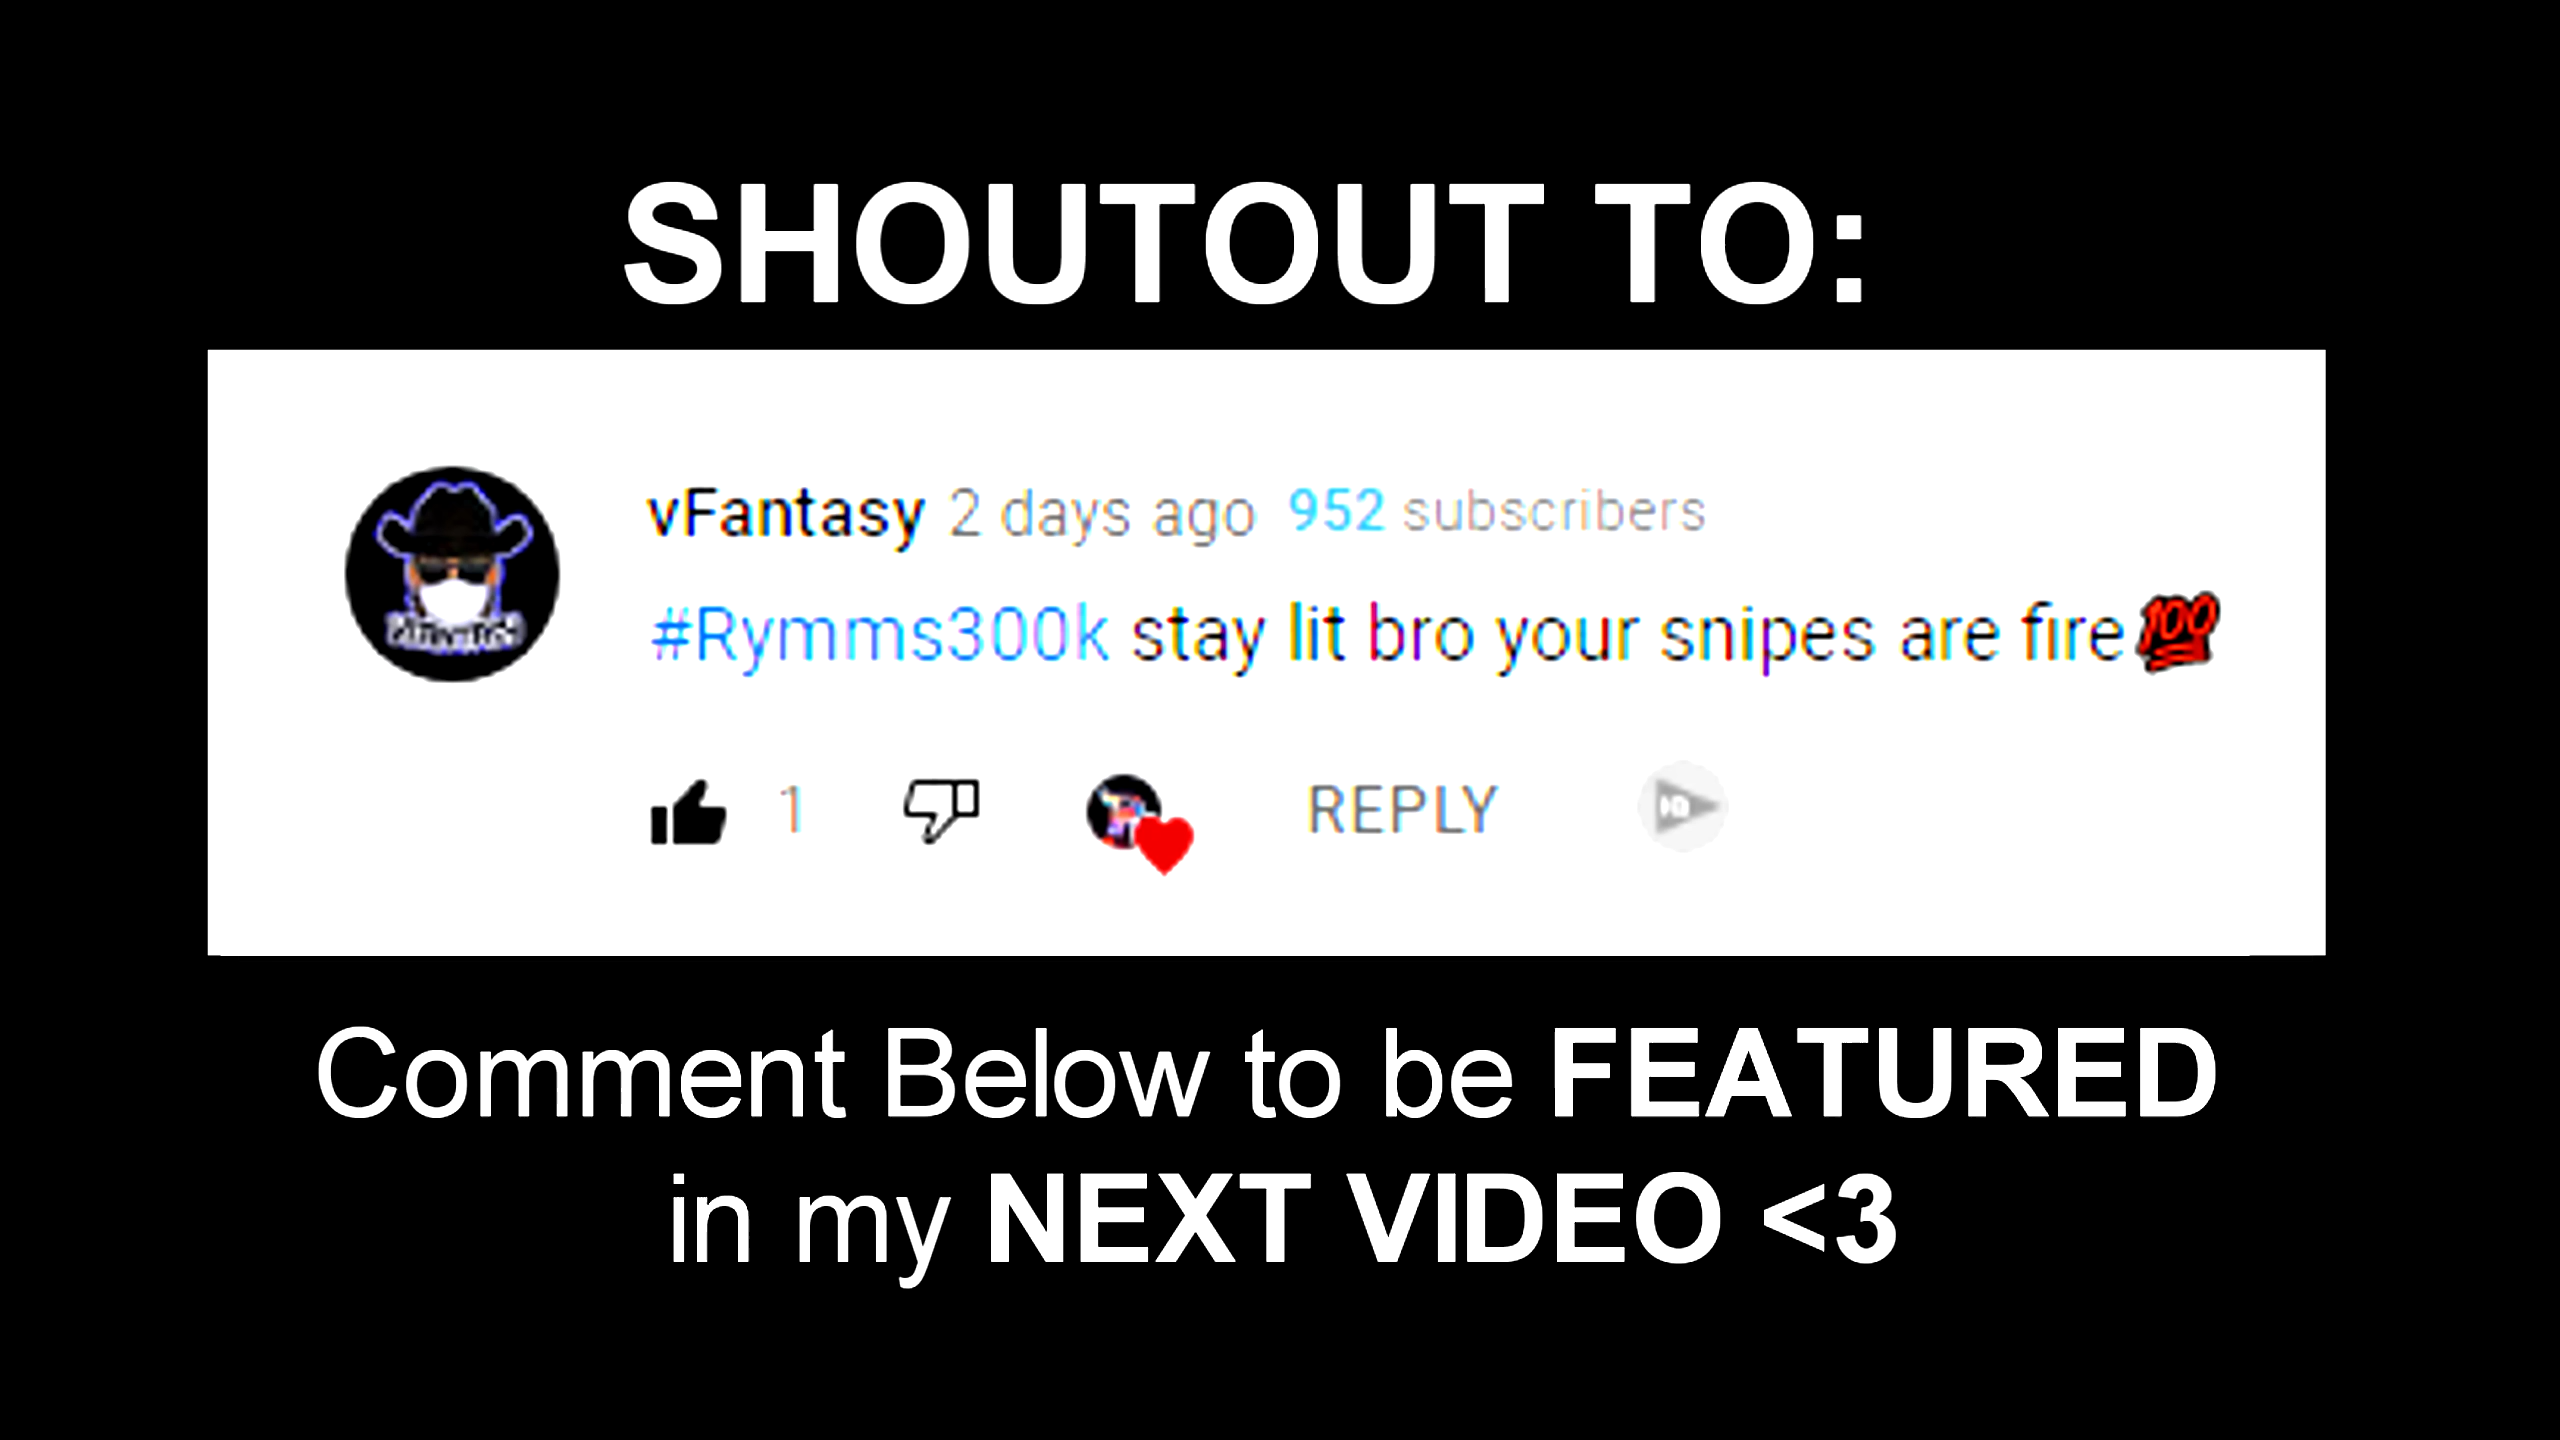 SHOUTOUT TO:
vFantasy 2 days ago 952 subscribers
#Rymms300k stay lit bro your snipes are fire💯
1 REPLY
Comment Below to be FEATURED
in my NEXT VIDEO <3